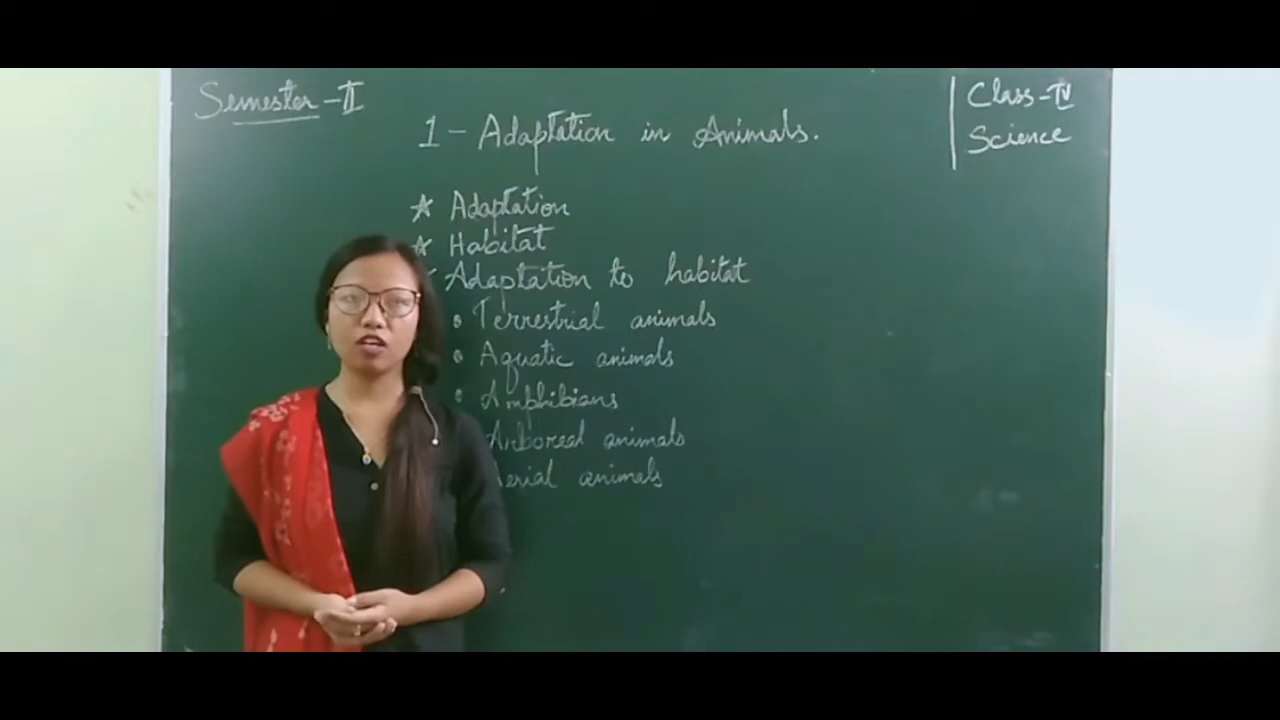 Semester - II
Class - IV
Science
1 - Adaptation in Animals.
* Adaptation
* Habitat
Adaptation to habitat
• Terrestrial animals
• Aquatic animals
• Amphibians
Arboreal animals
erial animals